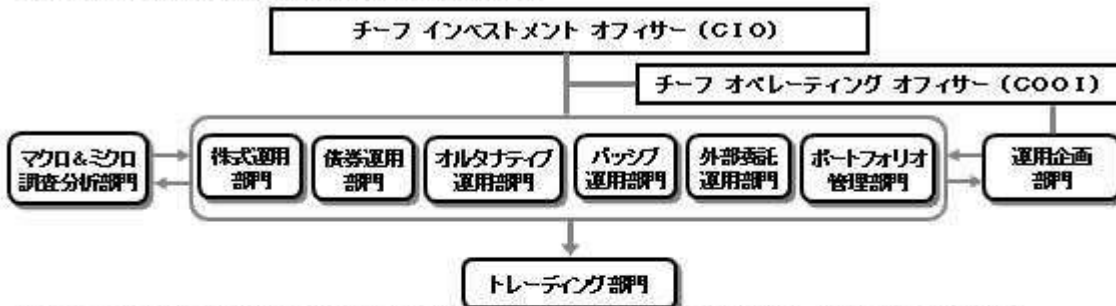 チーフ インベストメント オフィサー (CIO)
チーフ オペレーティング オフィサー (COOI)
マクロ&ミクロ
調査分析部門
株式運用
部門
債券運用
部門
オルタナティブ
運用部門
パッシブ
運用部門
外部委託
運用部門
ポートフォリオ
管理部門
運用企画
部門
トレーディング部門